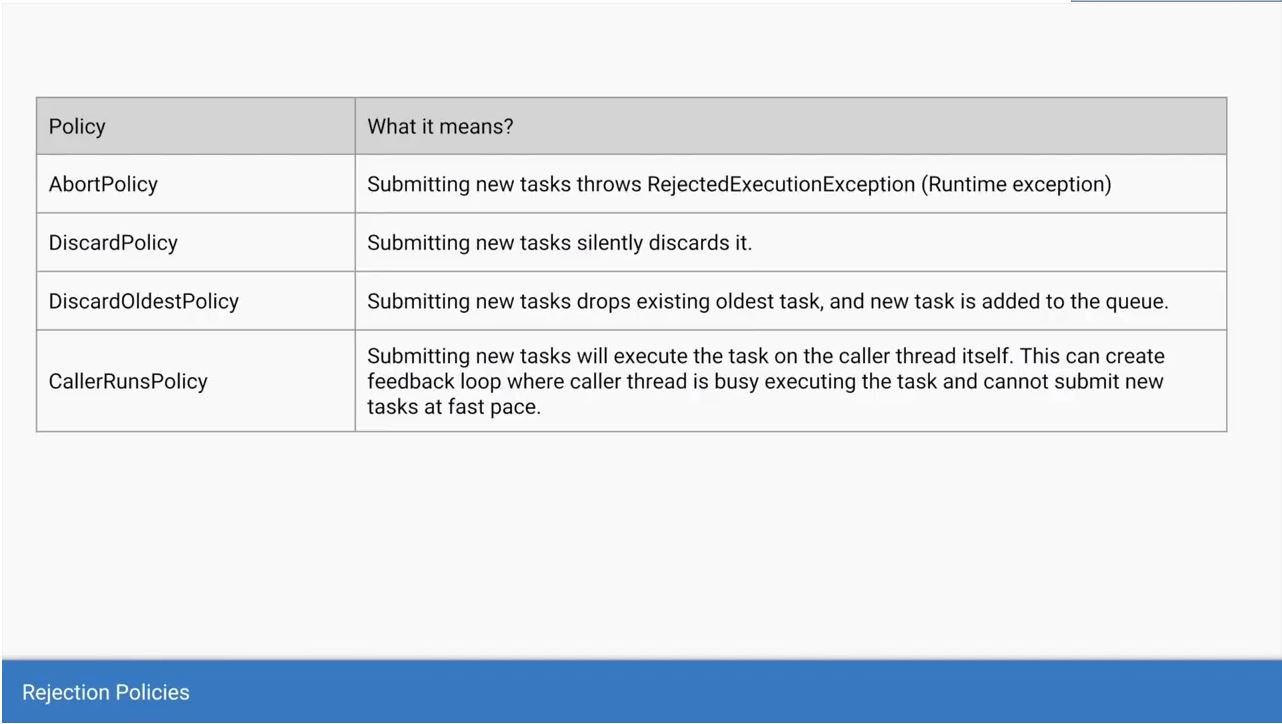 Policy
What it means?
AbortPolicy
Submitting new tasks throws RejectedExecutionException (Runtime exception)
DiscardPolicy
Submitting new tasks silently discards it.
DiscardOldestPolicy
Submitting new tasks drops existing oldest task, and new task is added to the queue.
CallerRunsPolicy
Submitting new tasks will execute the task on the caller thread itself. This can create
feedback loop where caller thread is busy executing the task and cannot submit new
tasks at fast pace.
Rejection Policies